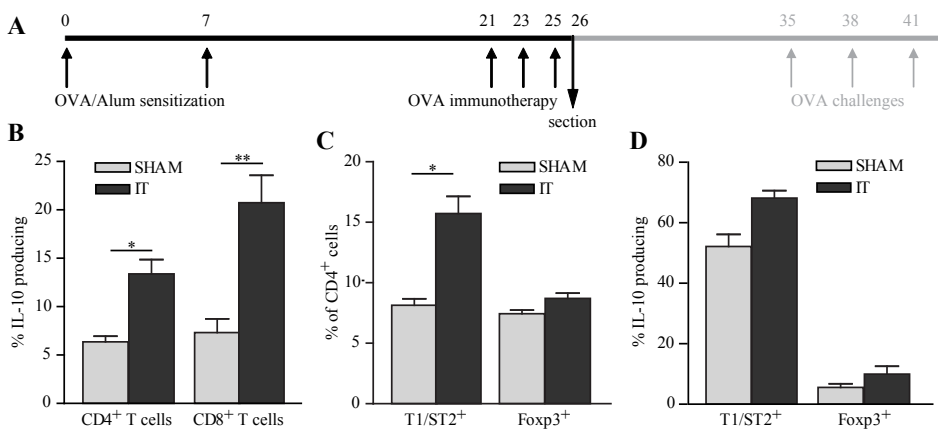 A
0 7 21 23 25 26 35 38 41
OVA/Alum sensitization OVA immunotherapy OVA challenges
section
B
% IL-10 producing
25
20
15
10
5
0
SHAM
IT
*
**
CD4+ T cells CD8+ T cells
C
% of CD4+ cells
20
15
10
5
0
SHAM
IT
*
T1/ST2+ Foxp3+
D
% IL-10 producing
80
60
40
20
0
SHAM
IT
T1/ST2+ Foxp3+